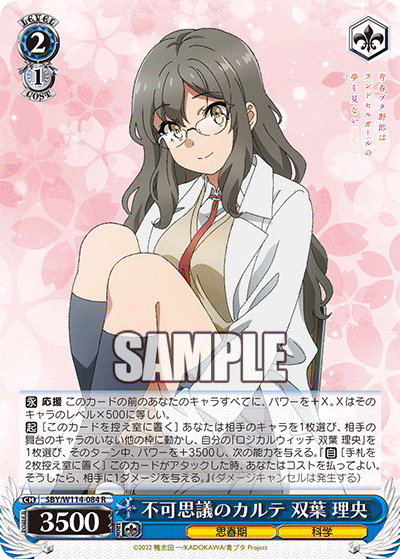 LEVEL
2
1
COST
青春ブタ野郎は
ランドセルガールの
夢を見ない
SAMPLE
永 応援 このカードの前のあなたのキャラすべてに、パワーを+X。Xはその
キャラのレベル×500に等しい。
起 [このカードを控え室に置く] あなたは相手のキャラを1枚選び、相手の
舞台のキャラのいない他の枠に動かし、自分の「ロジカルウィッチ 双葉 理央」を
1枚選び、そのターン中、パワーを+3500し、次の能力を与える。『自 [手札を
2枚控え室に置く] このカードがアタックした時、あなたはコストを払ってよい。
そうしたら、相手に1ダメージを与える。』(ダメージキャンセルは発生する)
CH SBY/W114-084 R
不可思議のカルテ 双葉 理央
3500
思春期
科学
©2022 鴨志田 一/KADOKAWA/青ブタ Project